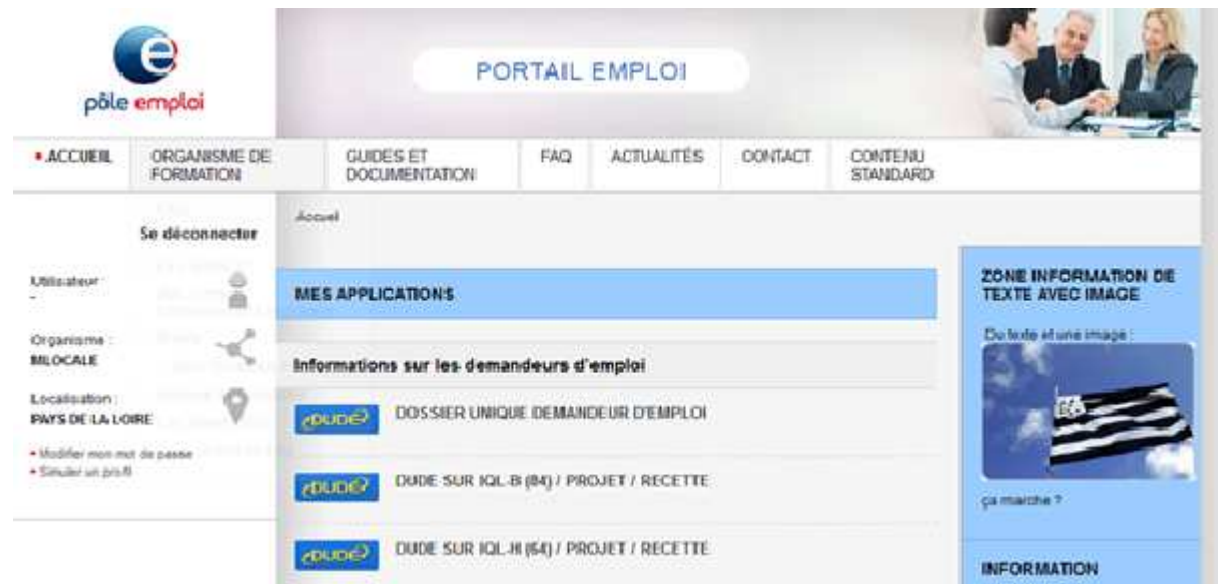 pôle emploi
PORTAIL EMPLOI
ACCUEIL
ORGANISME DE
FORMATION
GUIDES ET
DOCUMENTATION
FAQ
ACTUALITÉS
CONTACT
CONTENU
STANDARD
Se déconnecter
Utilisateur :
-
Organisme :
MLOCALE
Localisation :
PAYS DE LA LOIRE
Modifier mon mot de passe
Simuler un profil
Accueil
MES APPLICATIONS
Informations sur les demandeurs d'emploi
DUDE
DOSSIER UNIQUE DEMANDEUR D'EMPLOI
DUDE
DUDE SUR IQL-B (84) / PROJET / RECETTE
DUDE
DUDE SUR IQL-H (64) / PROJET / RECETTE
ZONE INFORMATION DE
TEXTE AVEC IMAGE
Du texte et une image :
ça marche ?
INFORMATION